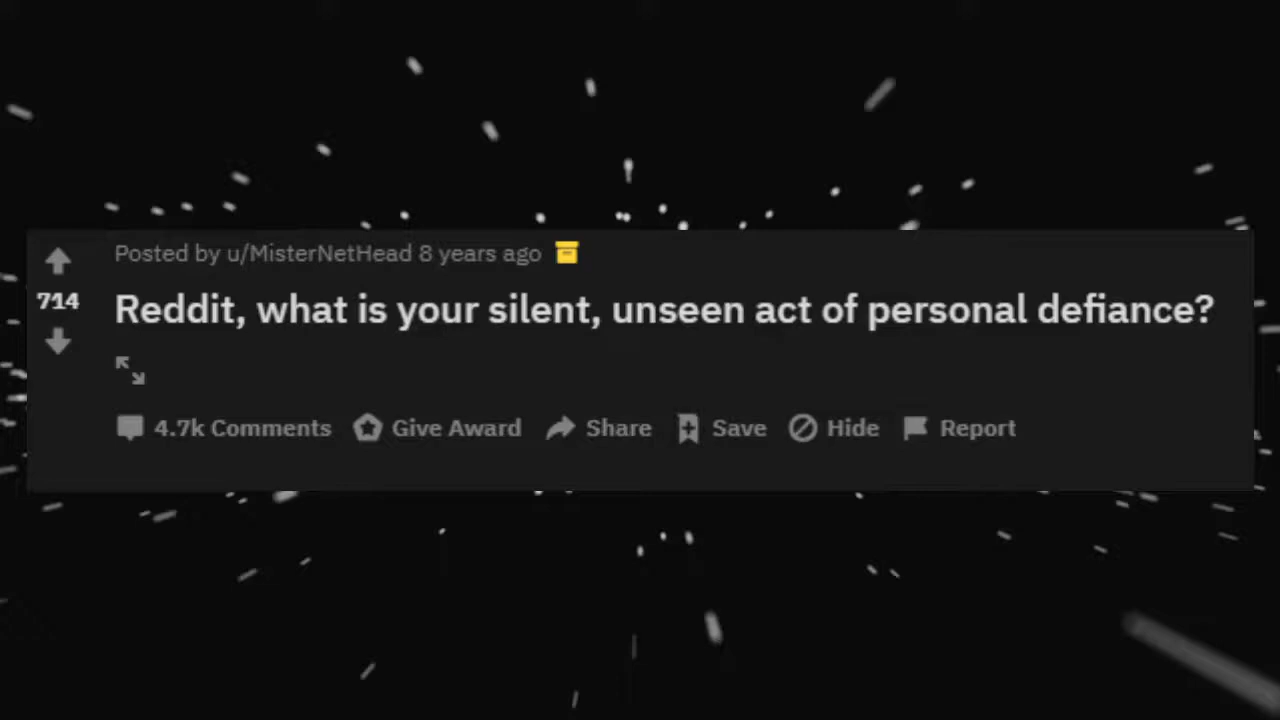 Posted by u/MisterNetHead 8 years ago
714
Reddit, what is your silent, unseen act of personal defiance?
4.7k Comments Give Award Share Save Hide Report